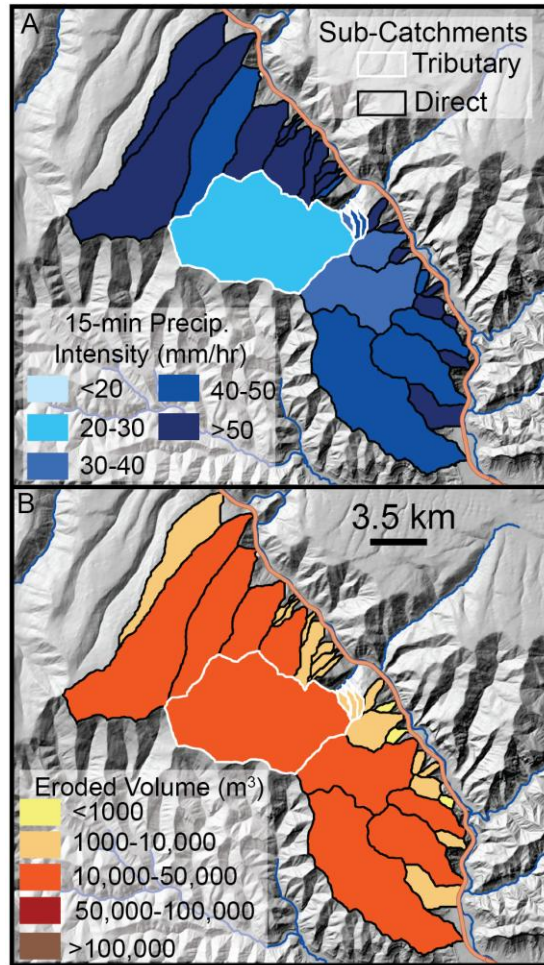 A
Sub-Catchments
Tributary
Direct
15-min Precip.
Intensity (mm/hr)
<20
40-50
20-30
>50
30-40
B
3.5 km
Eroded Volume (m³)
<1000
1000-10,000
10,000-50,000
50,000-100,000
>100,000